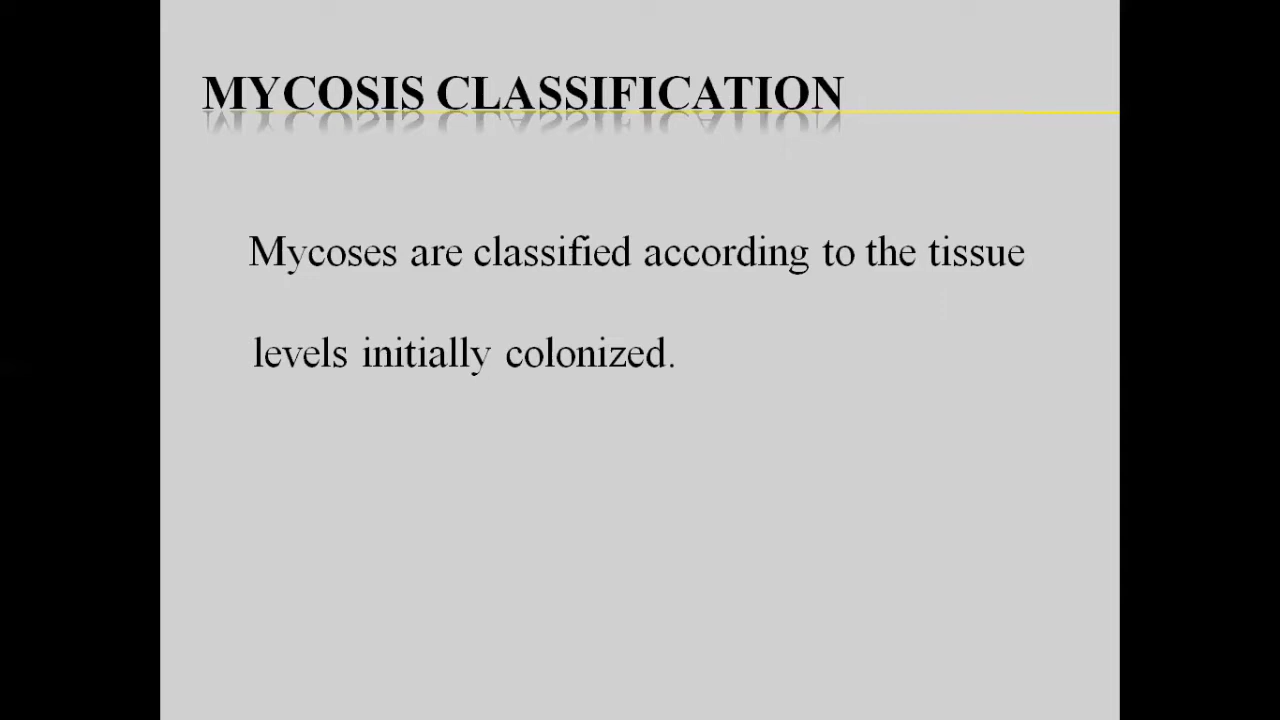 MYCOSIS CLASSIFICATION
Mycoses are classified according to the tissue
levels initially colonized.